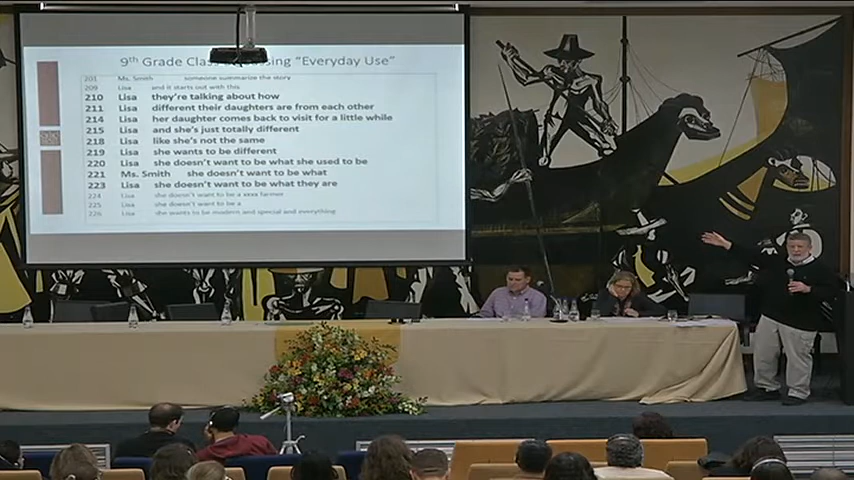 9th Grade Class ssing "Everyday Use"
201 Ms. Smith someone summarize the story
209 Lisa and it starts out with this
210 Lisa they're talking about how
211 Lisa different their daughters are from each other
214 Lisa her daughter comes back to visit for a little while
215 Lisa and she's just totally different
218 Lisa like she's not the same
219 Lisa she wants to be different
220 Lisa she doesn't want to be what she used to be
221 Ms. Smith she doesn't want to be what
223 Lisa she doesn't want to be what they are
224 Lisa she doesn't want to be a xxxx farmer
225 Lisa she doesn't want to be a
226 Lisa she wants to be modern and special and everything